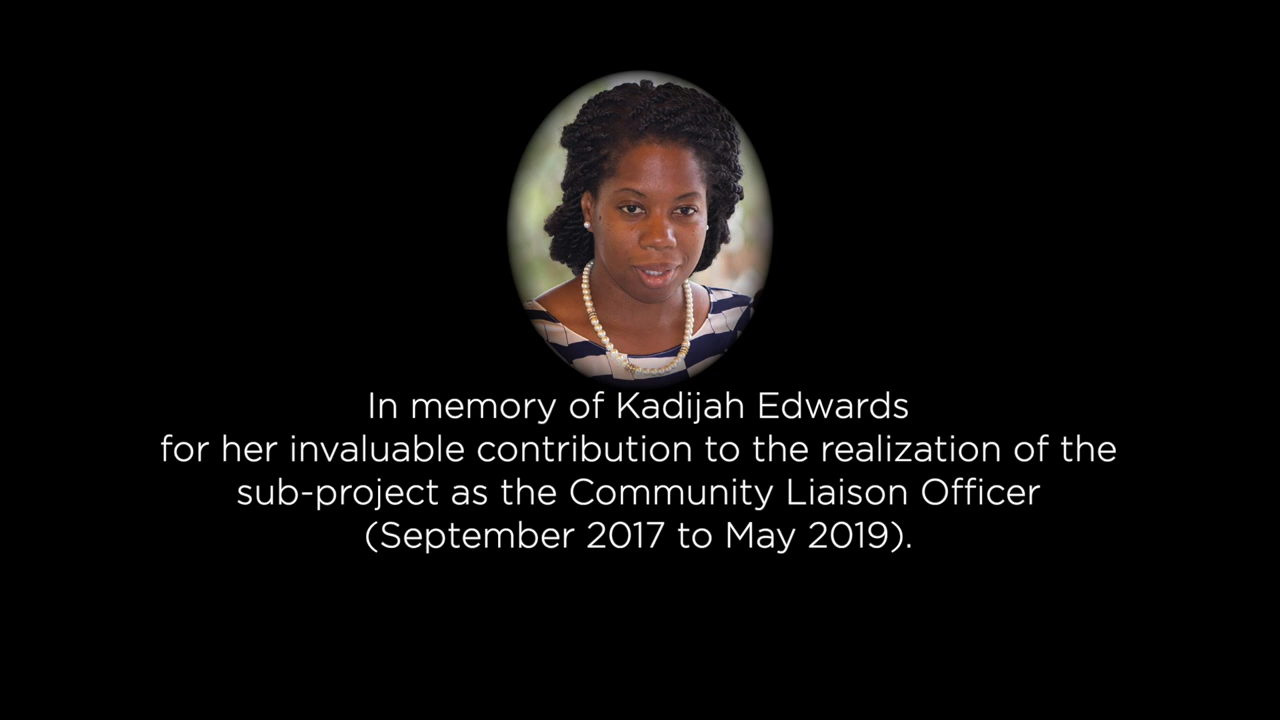 In memory of Kadijah Edwards
for her invaluable contribution to the realization of the
sub-project as the Community Liaison Officer
(September 2017 to May 2019).